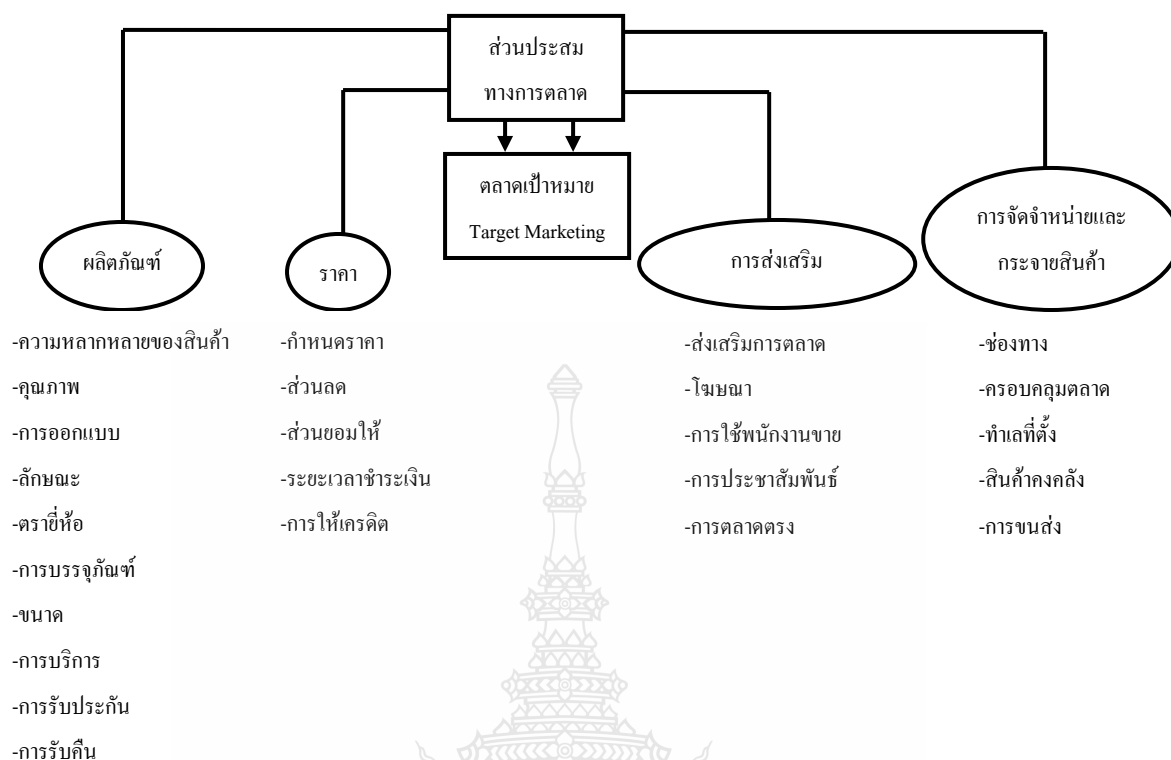 ส่วนประสม
ทางการตลาด
ตลาดเป้าหมาย
Target Marketing
ผลิตภัณฑ์
ราคา
การส่งเสริม
การจัดจำหน่ายและ
กระจายสินค้า
-ความหลากหลายของสินค้า
-คุณภาพ
-การออกแบบ
-ลักษณะ
-ตรายี่ห้อ
-การบรรจุภัณฑ์
-ขนาด
-การบริการ
-การรับประกัน
-การรับคืน
-กำหนดราคา
-ส่วนลด
-ส่วนยอมให้
-ระยะเวลาชำระเงิน
-การให้เครดิต
-ส่งเสริมการตลาด
-โฆษณา
-การใช้พนักงานขาย
-การประชาสัมพันธ์
-การตลาดตรง
-ช่องทาง
-ครอบคลุมตลาด
-ทำเลที่ตั้ง
-สินค้าคงคลัง
-การขนส่ง